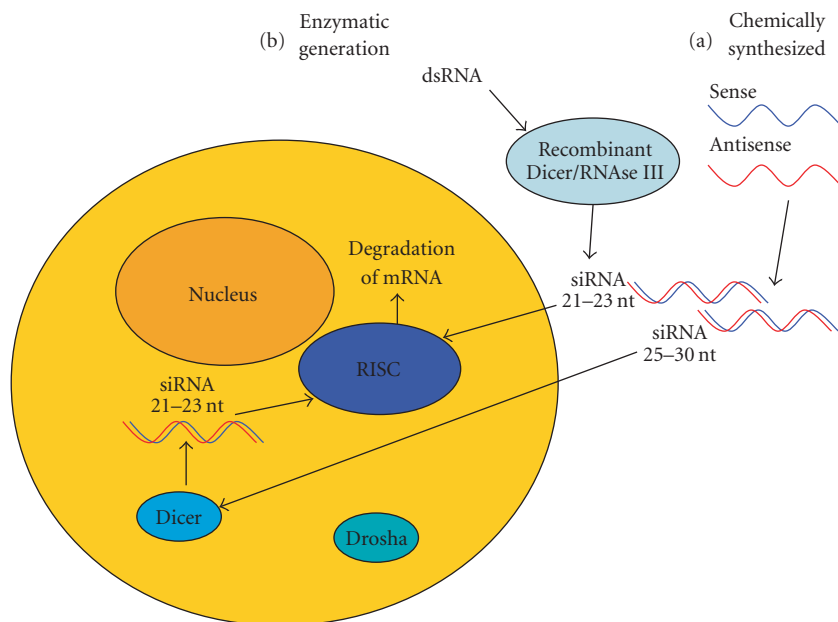 (b) Enzymatic
generation
(a) Chemically
synthesized
dsRNA
Sense
Antisense
Recombinant
Dicer/RNAse III
Degradation
of mRNA
Nucleus
siRNA
21–23 nt
siRNA
25–30 nt
RISC
siRNA
21–23 nt
Dicer
Drosha